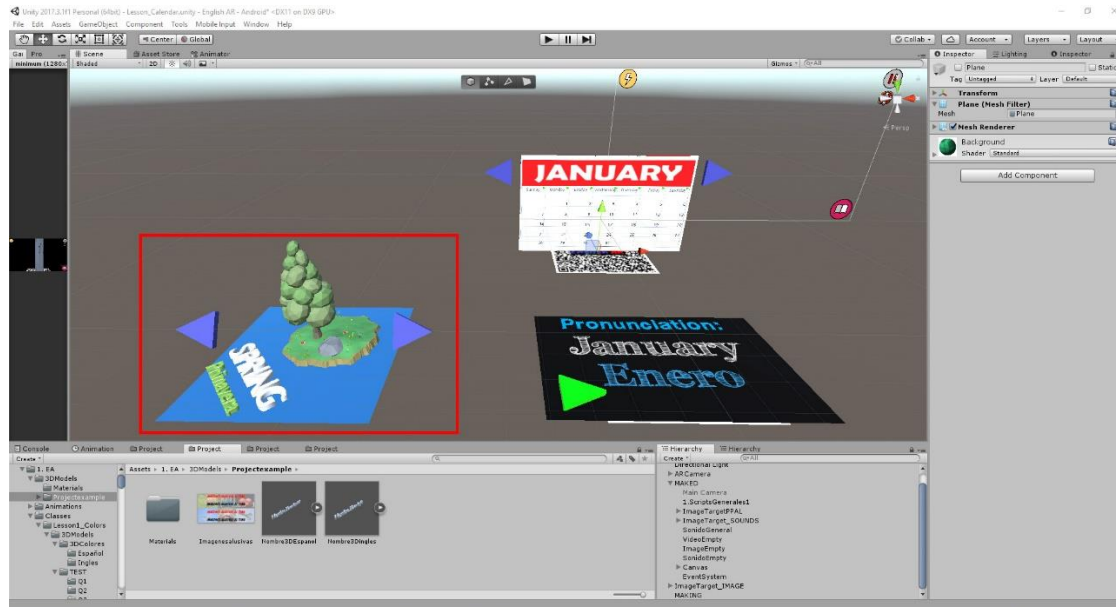 Unity 2017.3.1f1 Personal (64bit) - Lesson_Calendar.unity - English AR - Android* <DX11 on DX9 GPU>
File Edit Assets GameObject Component Tools Mobile Input Window Help
Center Global Collab Account Layers Layout
Scene Asset Store Animator
Shaded 2D Gizmos
Inspector Lighting Inspector
Plane
Tag Untagged Layer Default
Transform
Plane (Mesh Filter)
Mesh Plane
Mesh Renderer
Background
Shader Standard
Add Component
Persp
JANUARY
Pronunciation:
January
Enero
SPRING
Primavera
Console Animation Project Project Project Project
Create
1. EA
3DModels
Materials
Projectexample
Animations
Classes
Lesson1_Colors
3DModels
3DColores
Español
Ingles
TEST
Q1
Q2
Assets 1. EA 3DModels Projectexample
Materials Imagenesalusivas Nombre3DEspanol Nombre3DIngles
Hierarchy Hierarchy
Create
Directional Light
ARCamera
MAKED
Main Camera
1.ScriptsGenerales1
ImageTargetPPAL
ImageTarget_SOUNDS
SonidoGeneral
VideoEmpty
ImageEmpty
SonidoEmpty
Canvas
EventSystem
ImageTarget_IMAGE
MAKING